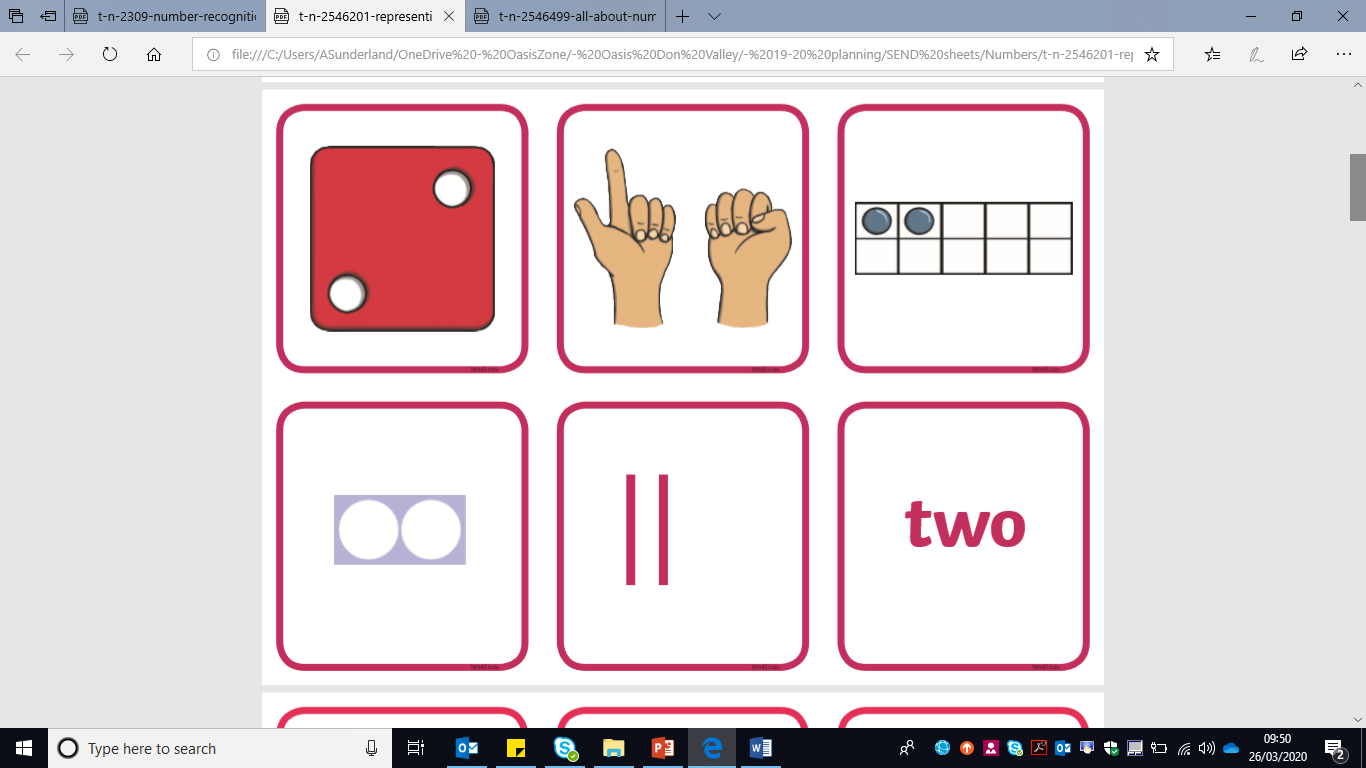 t-n-2309-number-recogniti
t-n-2546201-representi
t-n-2546499-all-about-num
file:///C:/Users/ASunderland/OneDrive%20-%20OasisZone/-%20Oasis%20Don%20Valley/-%2019-20%20planning/SEND%20sheets/Numbers/t-n-2546201-rep
two
Type here to search
09:50
26/03/2020
2